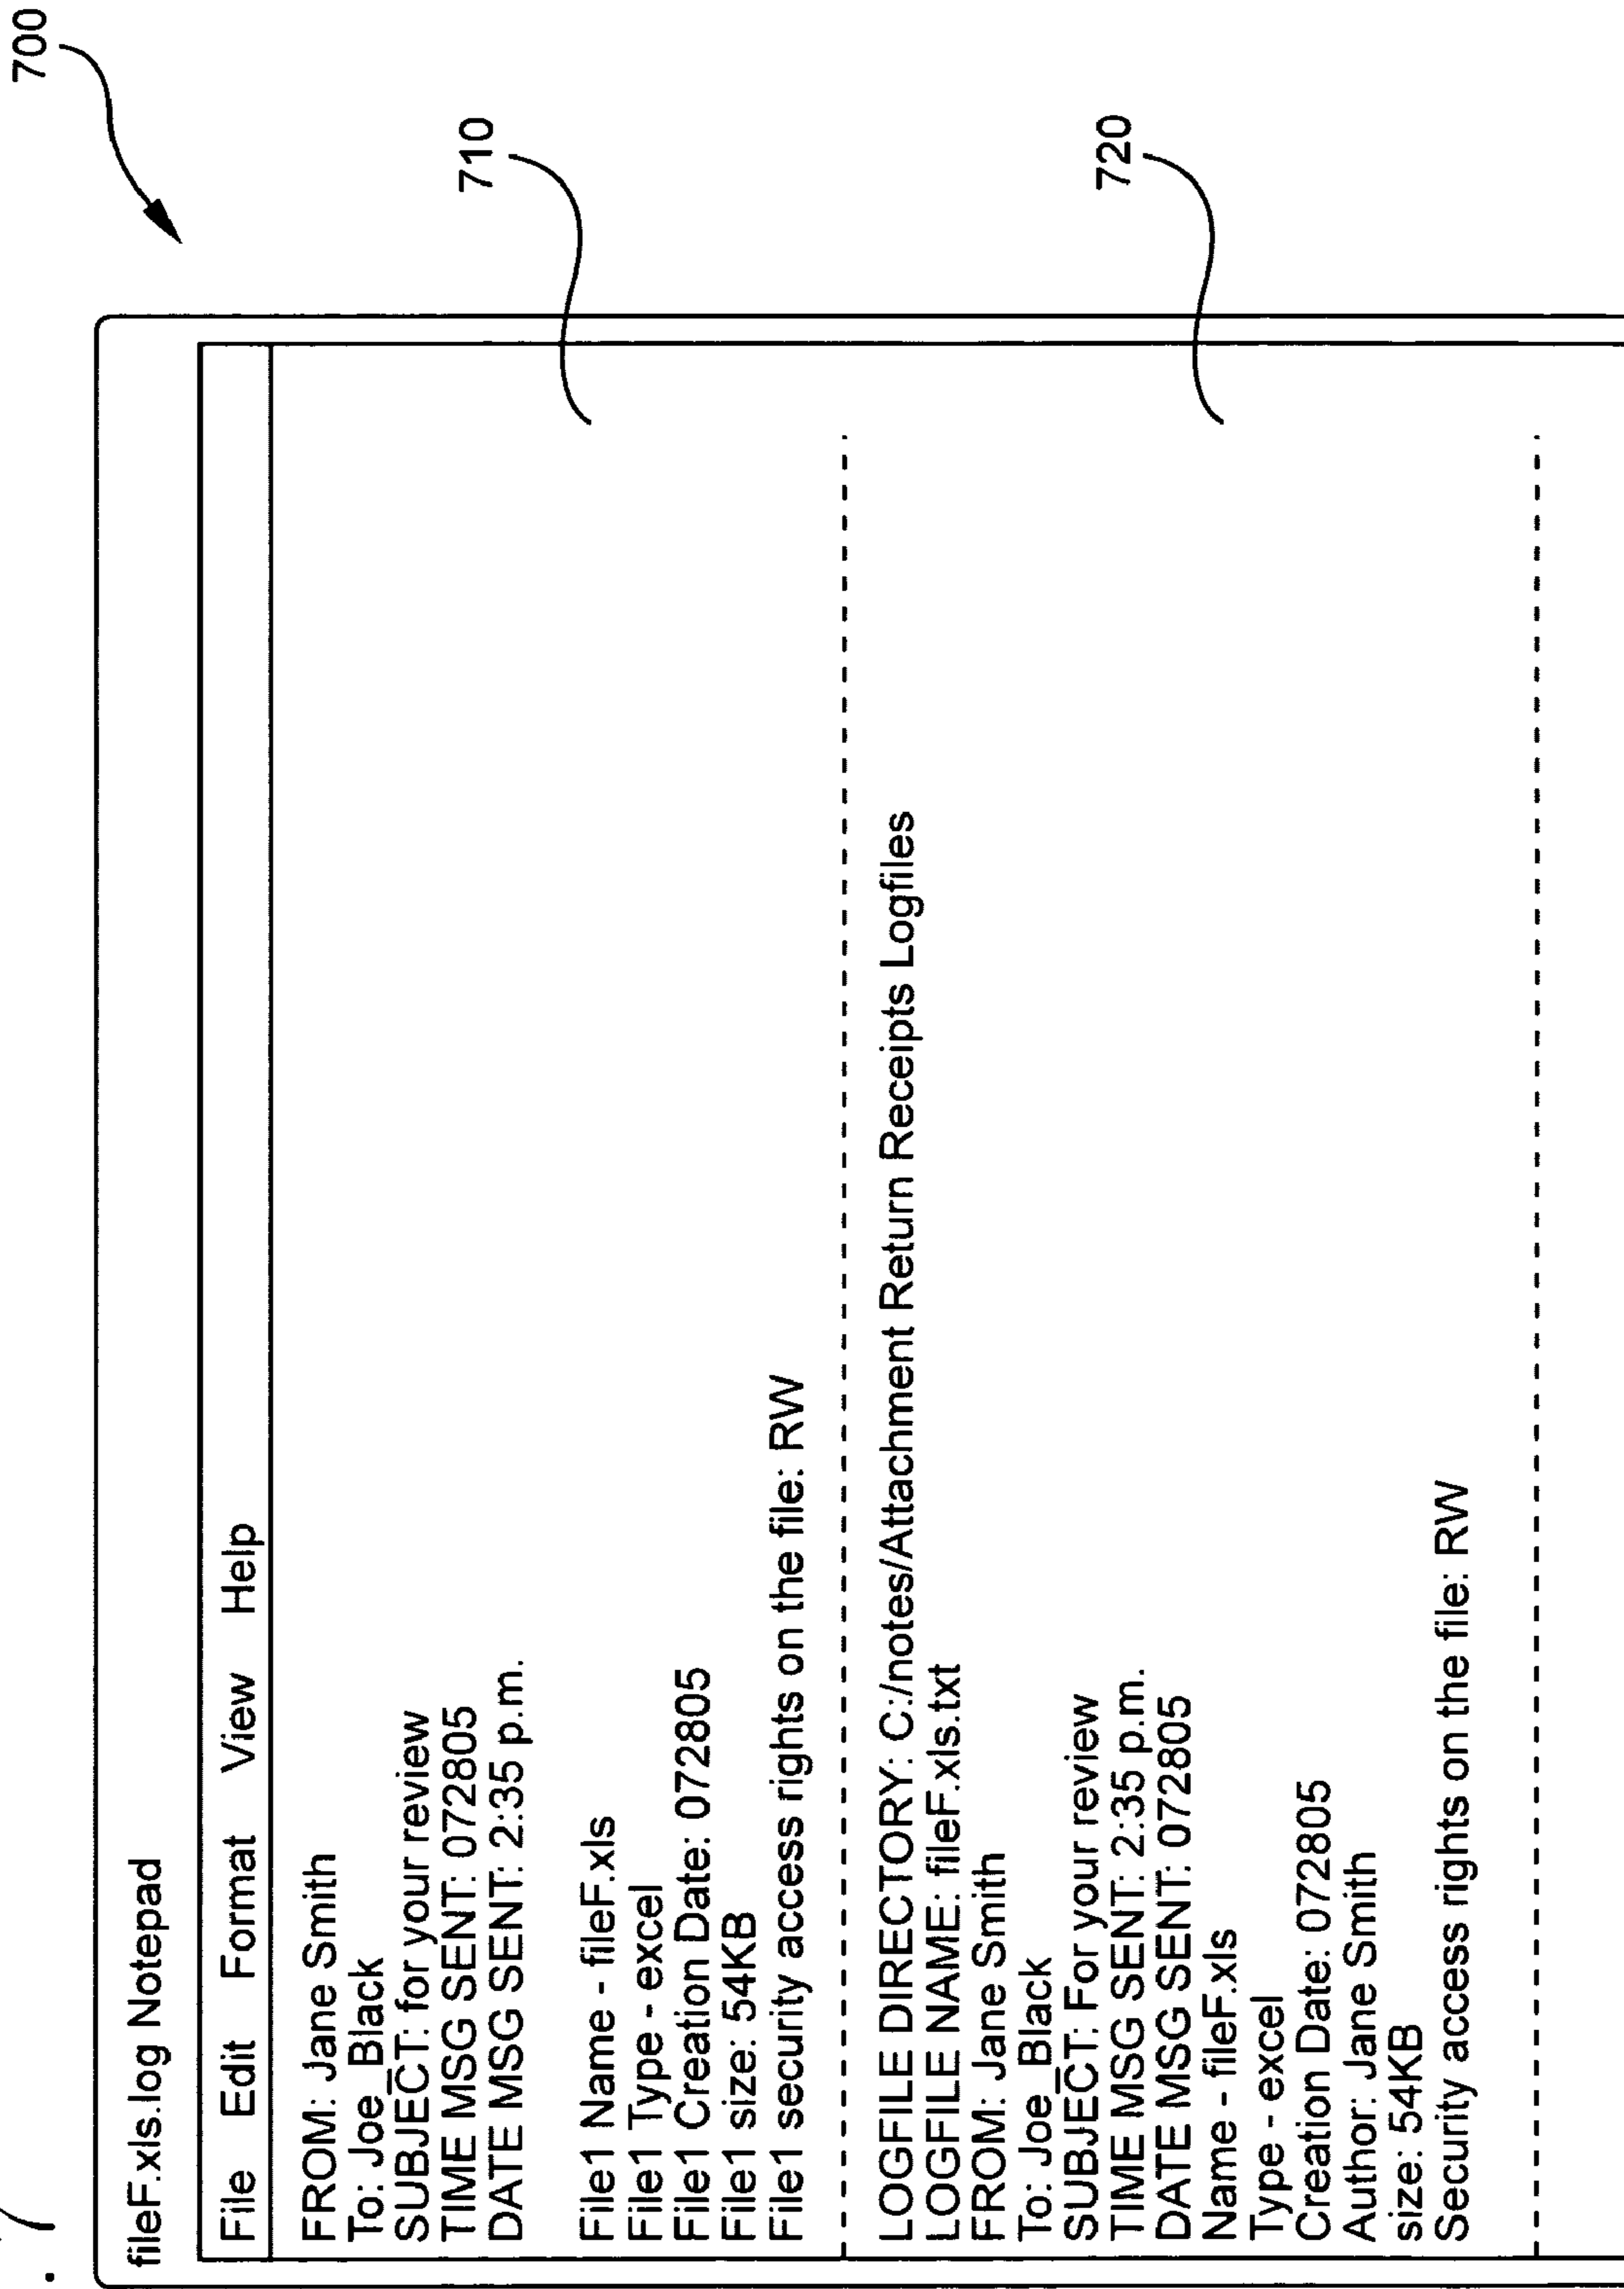 700
fileF.xls.log Notepad
File Edit Format View Help
FROM: Jane Smith
To: Joe_Black
SUBJECT: for your review
TIME MSG SENT: 072805
DATE MSG SENT: 2:35 p.m.
710
File1 Name - fileF.xls
File1 Type - excel
File1 Creation Date: 072805
File1 size: 54KB
File1 security access rights on the file: RW
LOGFILE DIRECTORY: C:/notes/Attachment Return Receipts Logfiles
LOGFILE NAME: fileF.xls.txt
FROM: Jane Smith
To: Joe_Black
SUBJECT: For your review
TIME MSG SENT: 2:35 p.m.
DATE MSG SENT: 072805
720
Name - fileF.xls
Type - excel
Creation Date: 072805
Author: Jane Smith
size: 54KB
Security access rights on the file: RW